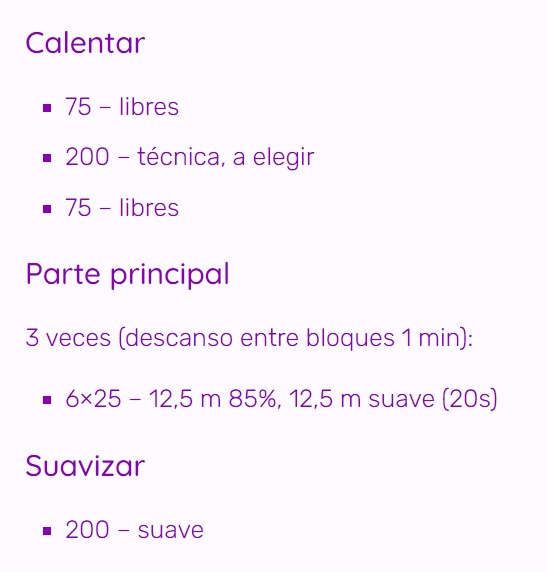 Calentar
▪ 75 – libres
▪ 200 – técnica, a elegir
▪ 75 – libres
Parte principal
3 veces (descanso entre bloques 1 min):
▪ 6×25 – 12,5 m 85%, 12,5 m suave (20s)
Suavizar
▪ 200 – suave